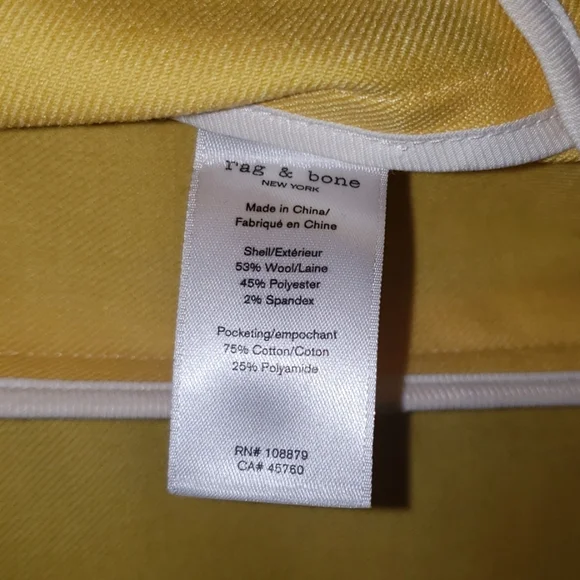 rag & bone
NEW YORK
Made in China/
Fabriqué en Chine
Shell/Extérieur
53% Wool/Laine
45% Polyester
2% Spandex
Pocketing/empochant
75% Cotton/Coton
25% Polyamide
RN# 108879
CA# 45760